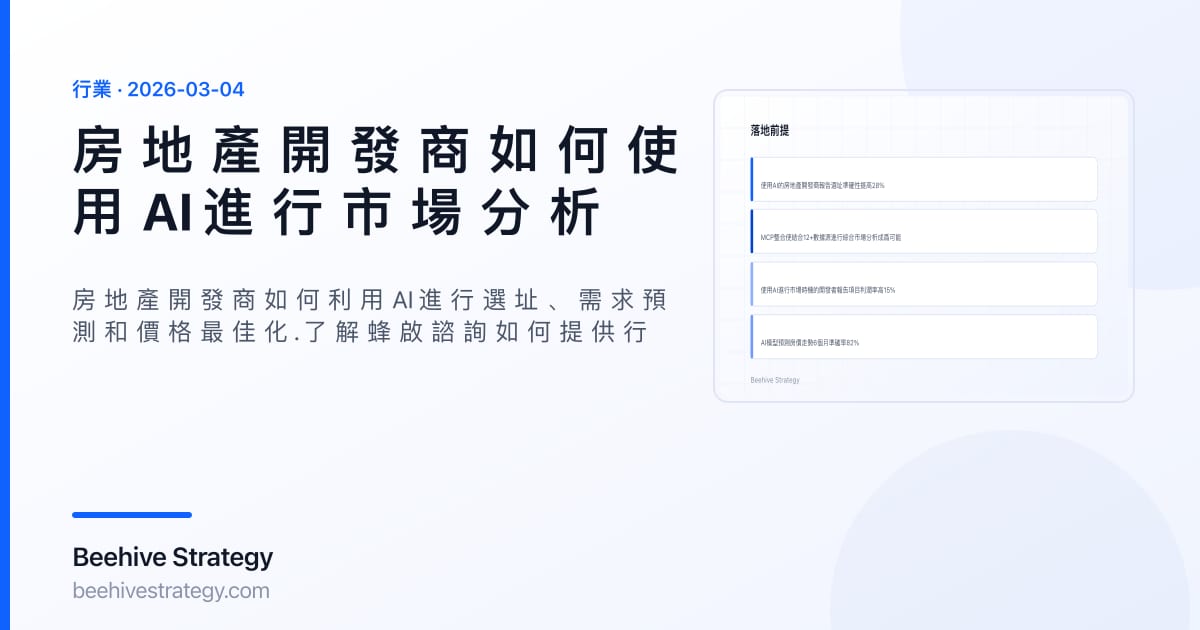 行業 · 2026-03-04
房地產開發商如何使
用 AI進行市場分析
房地產開發商如何利用AI進行選址、需求預
測和價格最佳化.了解蜂啟諮詢如何提供行
落地前提
使用AI的房地產開發商報告選址準確性提高28%
MCP整合使結合12+數據源進行綜合市場分析成為可能
使用AI進行市場時機的開發者報告項目利潤率高15%
AI模型預測房價走勢6個月準確率82%
Beehive Strategy
Beehive Strategy
beehivestrategy.com